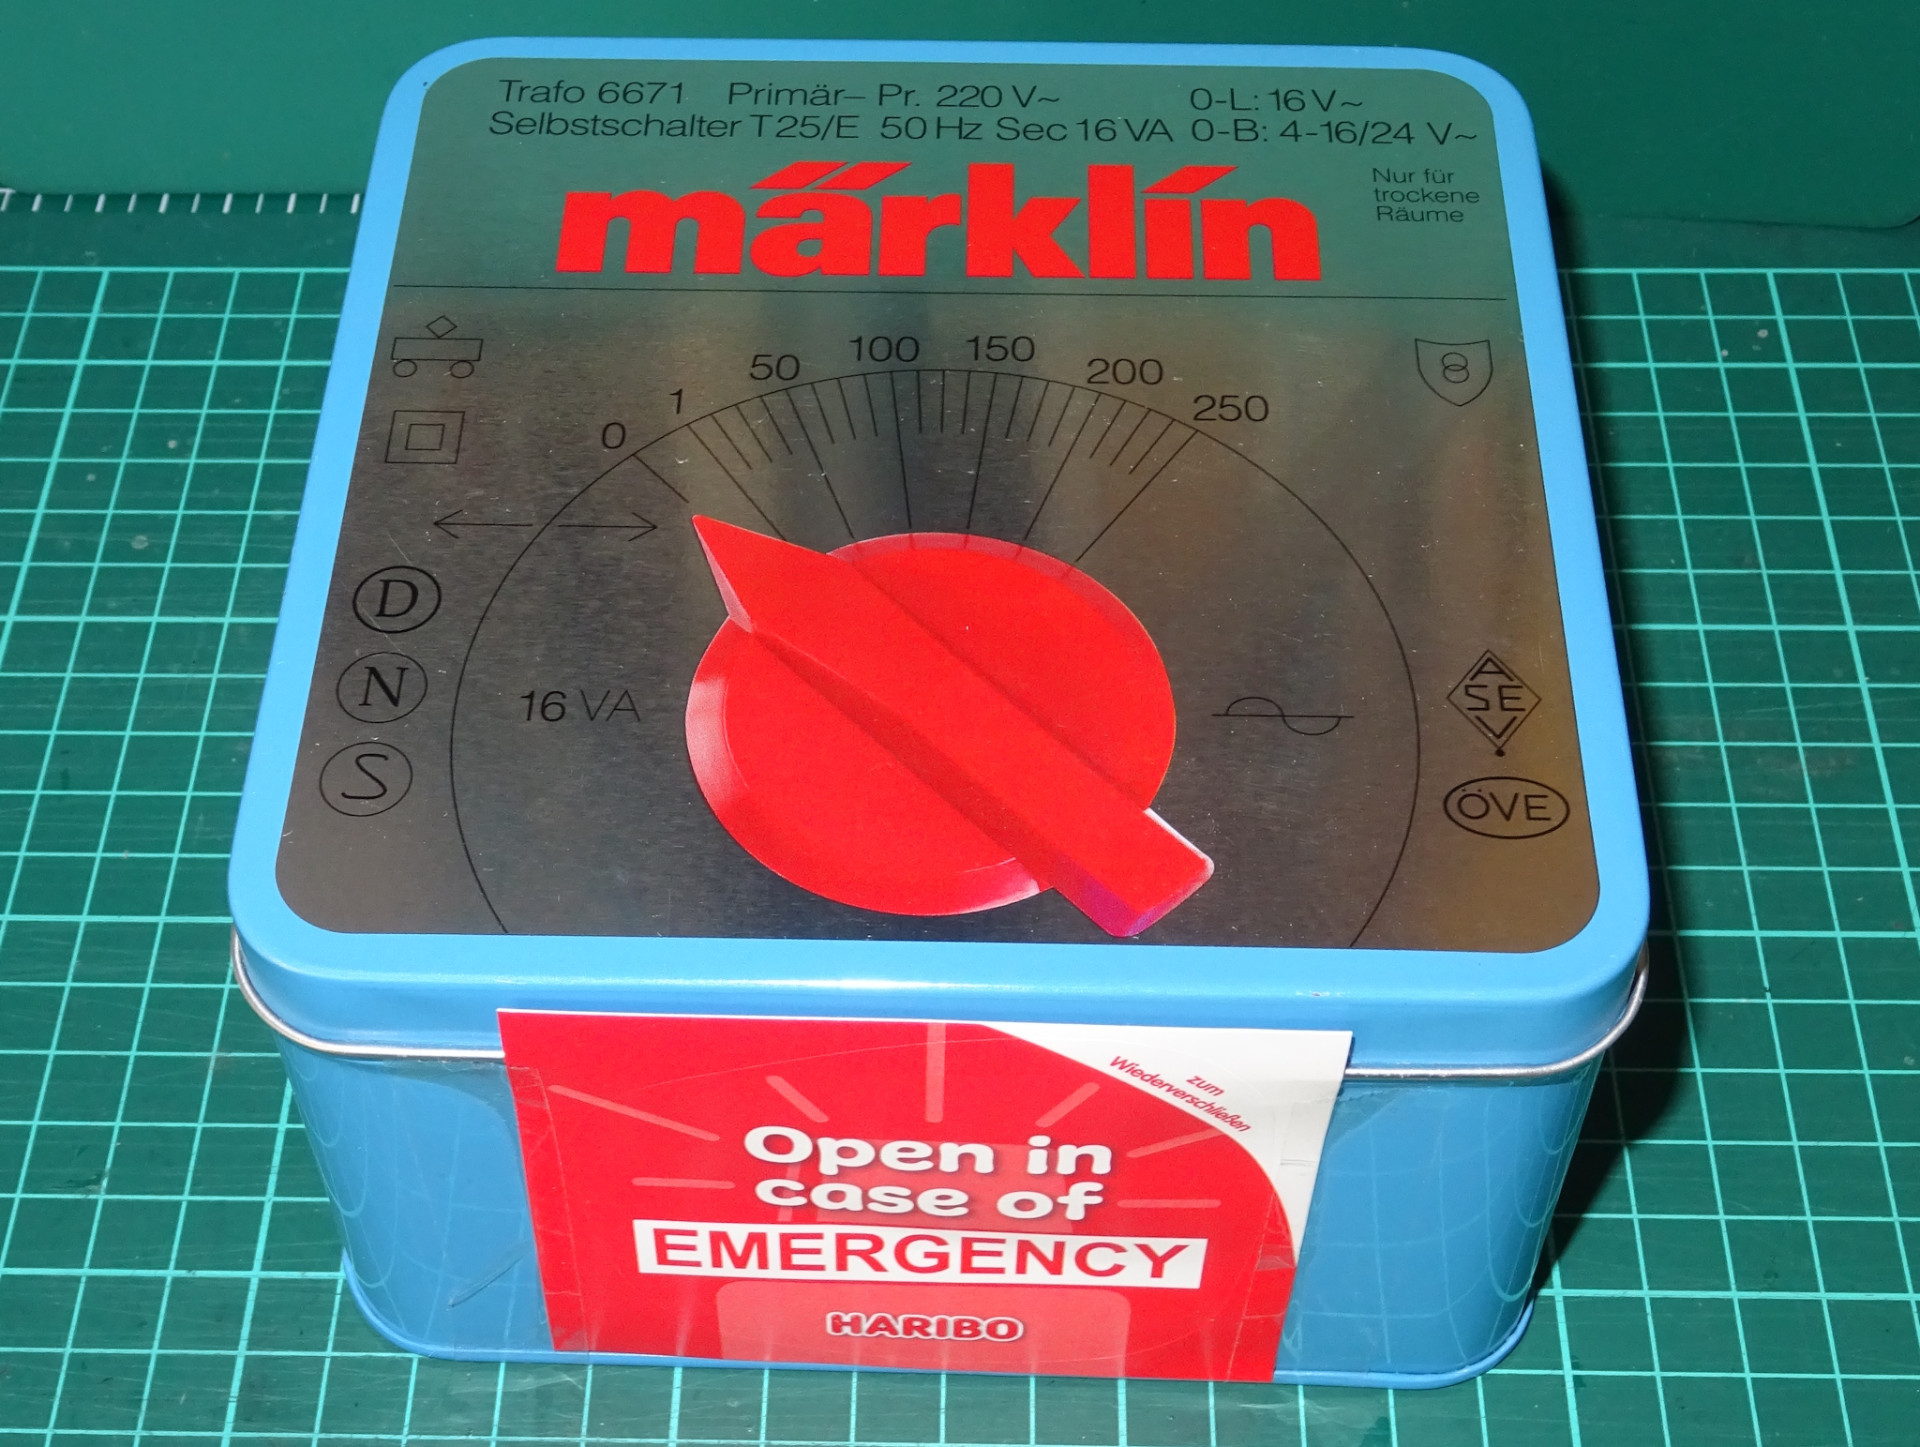 Trafo 6671 Primär– Pr. 220 V~ 0-L: 16 V~
Selbstschalter T 25/E 50 Hz Sec 16 VA 0-B: 4-16/24 V~
märklin
Nur für
trockene
Räume
0 1 50 100 150 200 250
8
D
N
S
16 VA
A
SE
V
ÖVE
zum
Wiederverschließen
Open in
case of
EMERGENCY
HARIBO